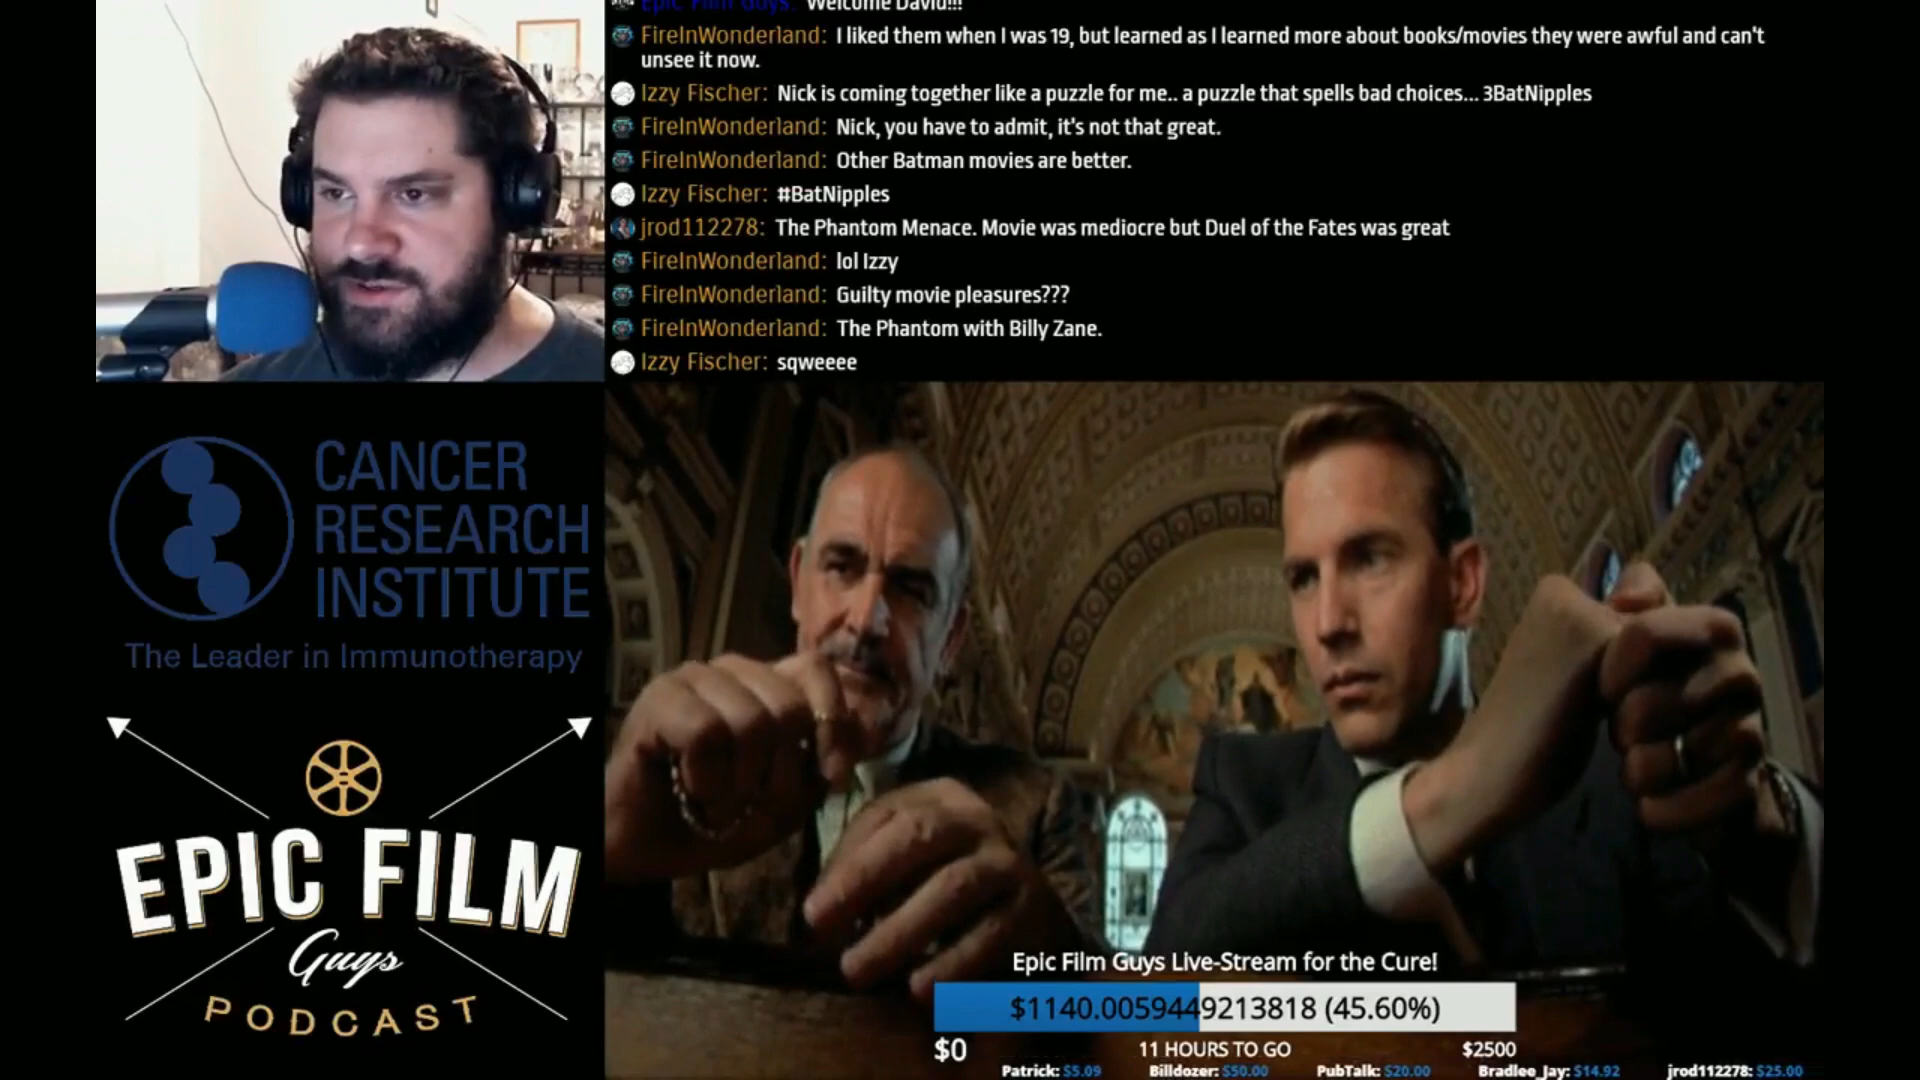 Epic Film Guys: Welcome David!!!
FireInWonderland: I liked them when I was 19, but learned as I learned more about books/movies they were awful and can't
unsee it now.
Izzy Fischer: Nick is coming together like a puzzle for me.. a puzzle that spells bad choices... 3BatNipples
FireInWonderland: Nick, you have to admit, it's not that great.
FireInWonderland: Other Batman movies are better.
Izzy Fischer: #BatNipples
jrod112278: The Phantom Menace. Movie was mediocre but Duel of the Fates was great
FireInWonderland: lol Izzy
FireInWonderland: Guilty movie pleasures???
FireInWonderland: The Phantom with Billy Zane.
Izzy Fischer: sqweeee
CANCER
RESEARCH
INSTITUTE
The Leader in Immunotherapy
EPIC FILM
Guys
PODCAST
Epic Film Guys Live-Stream for the Cure!
$1140.0059449213818 (45.60%)
$0
11 HOURS TO GO
$2500
Patrick: $5.09 Billdozer: $50.00 PubTalk: $20.00 Bradlee_Jay: $14.92 jrod112278: $25.00